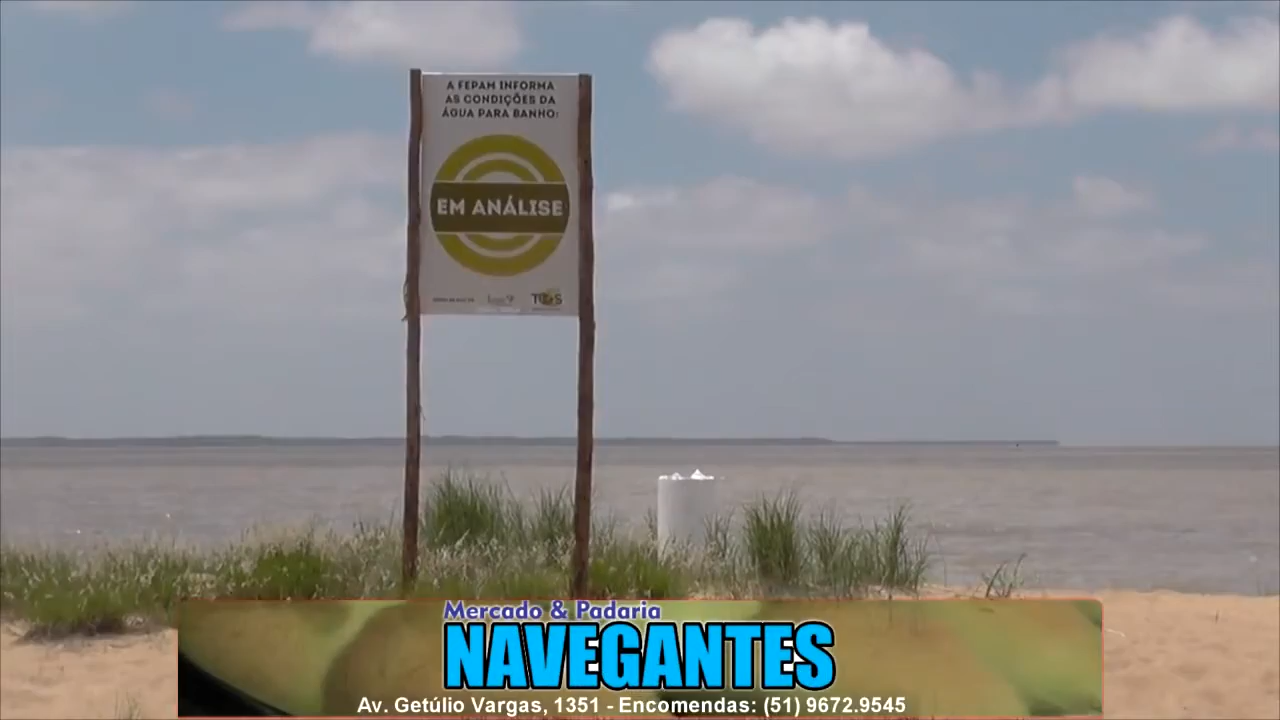 A FEPAM INFORMA
AS CONDIÇÕES DA
ÁGUA PARA BANHO:
EM ANÁLISE
Mercado & Padaria
NAVEGANTES
Av. Getúlio Vargas, 1351 - Encomendas: (51) 9672.9545